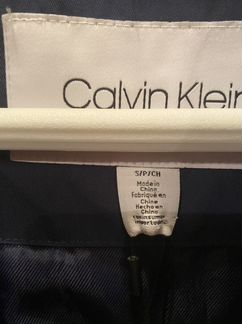 Calvin Klein
S/P/CH
Made in
China
Fabriqué en
Chine
Hecho en
China